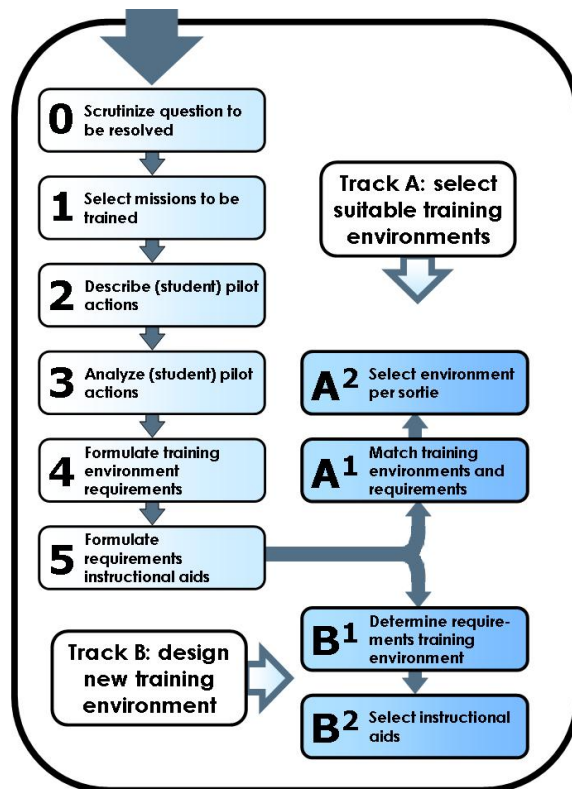 0 Scrutinize question to
be resolved
1 Select missions to be
trained
2 Describe (student) pilot
actions
3 Analyze (student) pilot
actions
4 Formulate training
environment
requirements
5 Formulate
requirements
instructional aids
Track A: select
suitable training
environments
A2 Select environment
per sortie
A1 Match training
environments and
requirements
Track B: design
new training
environment
B1 Determine require-
ments training
environment
B2 Select instructional
aids